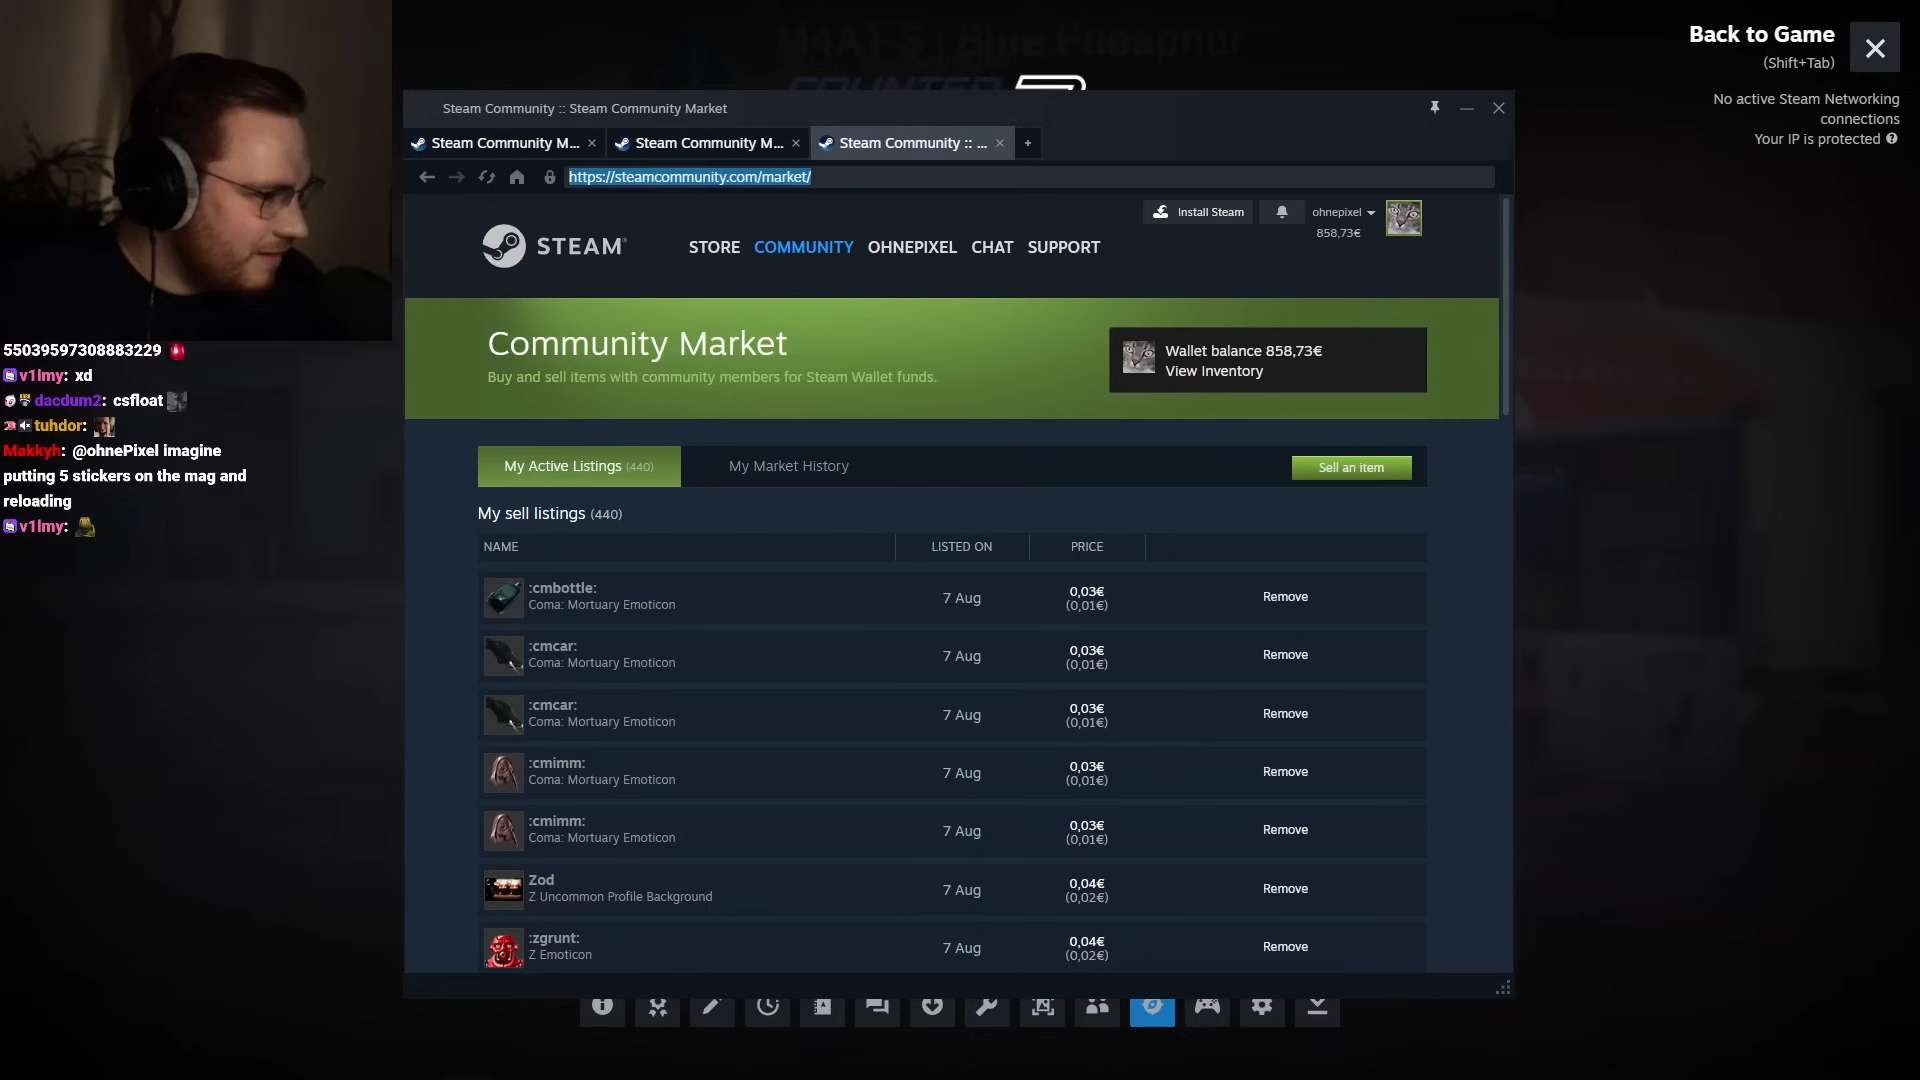 M4A1-S | Blue Phosphor
COUNTER
Back to Game
(Shift+Tab)
No active Steam Networking
connections
Your IP is protected
Steam Community :: Steam Community Market
Steam Community M...
Steam Community M...
Steam Community :: ...
https://steamcommunity.com/market/
Install Steam
ohnepixel
858,73€
STEAM
STORE COMMUNITY OHNEPIXEL CHAT SUPPORT
Community Market
Buy and sell items with community members for Steam Wallet funds.
Wallet balance 858,73€
View Inventory
55039597308883229
v1lmy: xd
dacdum2: csfloat
tuhdor:
Makkyh: @ohnePixel imagine
putting 5 stickers on the mag and
reloading
v1lmy:
My Active Listings (440)
My Market History
Sell an item
My sell listings (440)
NAME LISTED ON PRICE
:cmbottle:
Coma: Mortuary Emoticon
7 Aug
0,03€
(0,01€)
Remove
:cmcar:
Coma: Mortuary Emoticon
7 Aug
0,03€
(0,01€)
Remove
:cmcar:
Coma: Mortuary Emoticon
7 Aug
0,03€
(0,01€)
Remove
:cmimm:
Coma: Mortuary Emoticon
7 Aug
0,03€
(0,01€)
Remove
:cmimm:
Coma: Mortuary Emoticon
7 Aug
0,03€
(0,01€)
Remove
Zod
Z Uncommon Profile Background
7 Aug
0,04€
(0,02€)
Remove
:zgrunt:
Z Emoticon
7 Aug
0,04€
(0,02€)
Remove